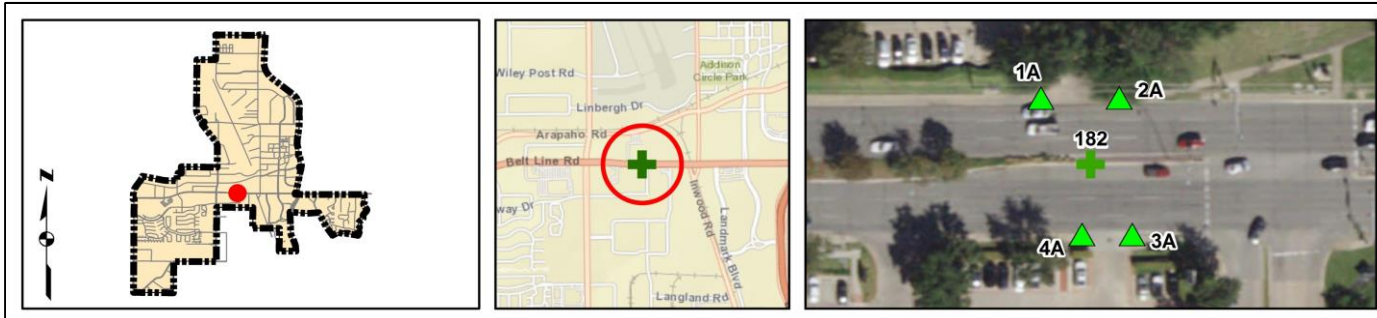 Z
Wiley Post Rd
Addison
Circle Park
Linbergh Dr
Arapaho Rd
Belt Line Rd
way Dr
Inwood Rd
Landmark Blvd
Langland Rd
1A
2A
182
4A
3A